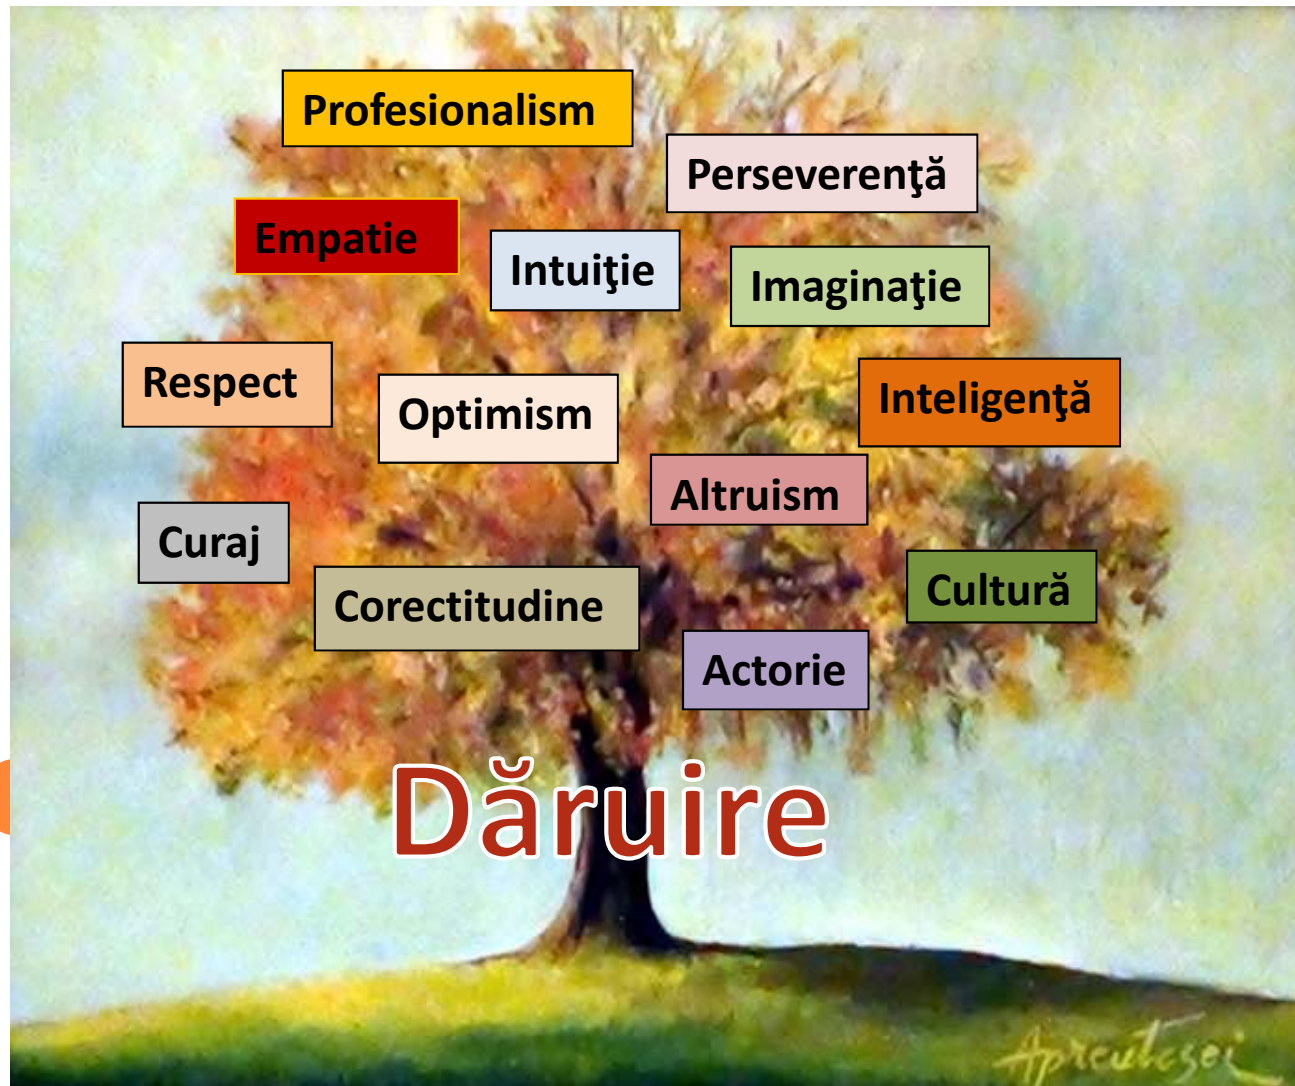 Profesionalism
Perseverenţă
Empatie
Intuiţie
Imaginaţie
Respect
Optimism
Inteligenţă
Altruism
Curaj
Corectitudine
Cultură
Actorie
Dăruire